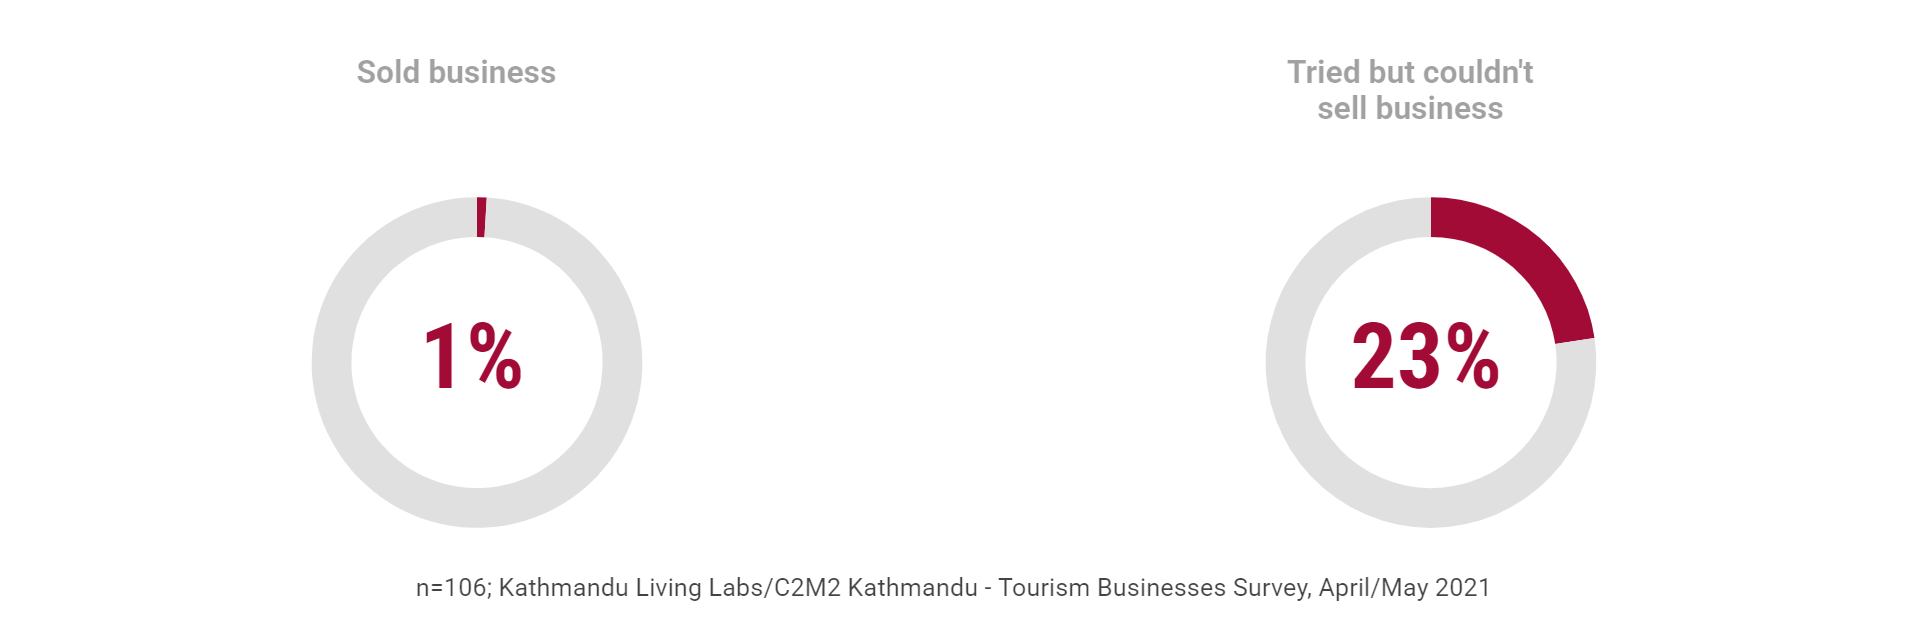 Sold business
Tried but couldn't
sell business
1%
23%
n=106; Kathmandu Living Labs/C2M2 Kathmandu - Tourism Businesses Survey, April/May 2021